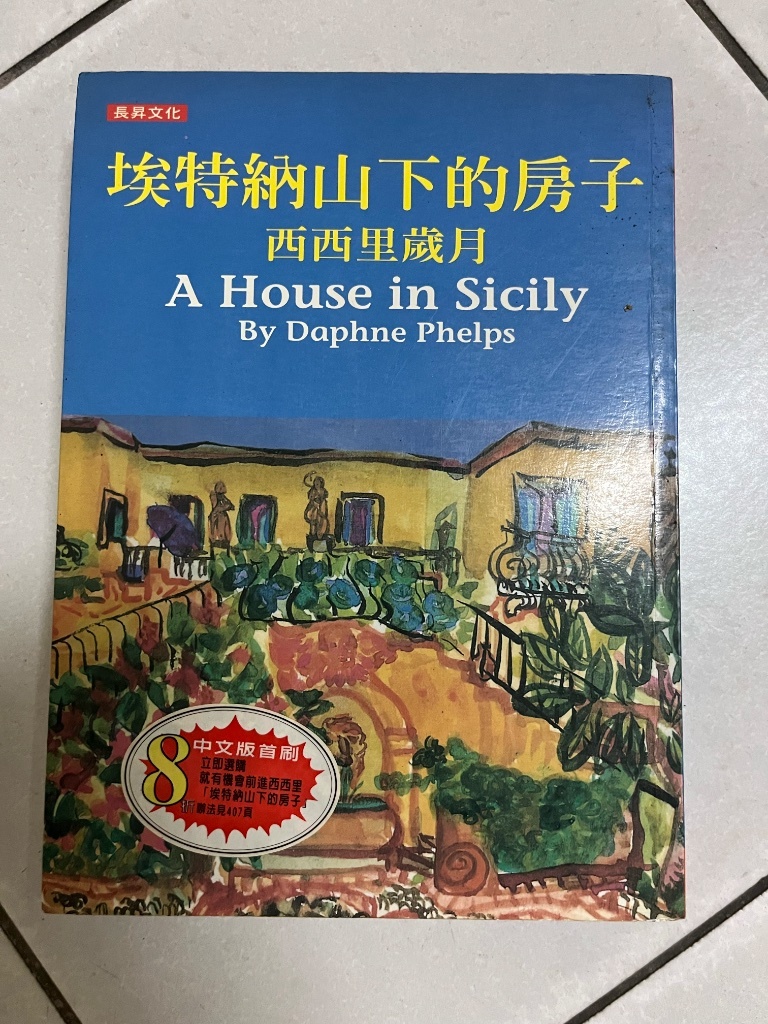 長昇文化
埃特納山下的房子
西西里歲月
A House in Sicily
By Daphne Phelps
8折
中文版首刷
立即選購
就有機會前進西西里
「埃特納山下的房子」
辦法見407頁